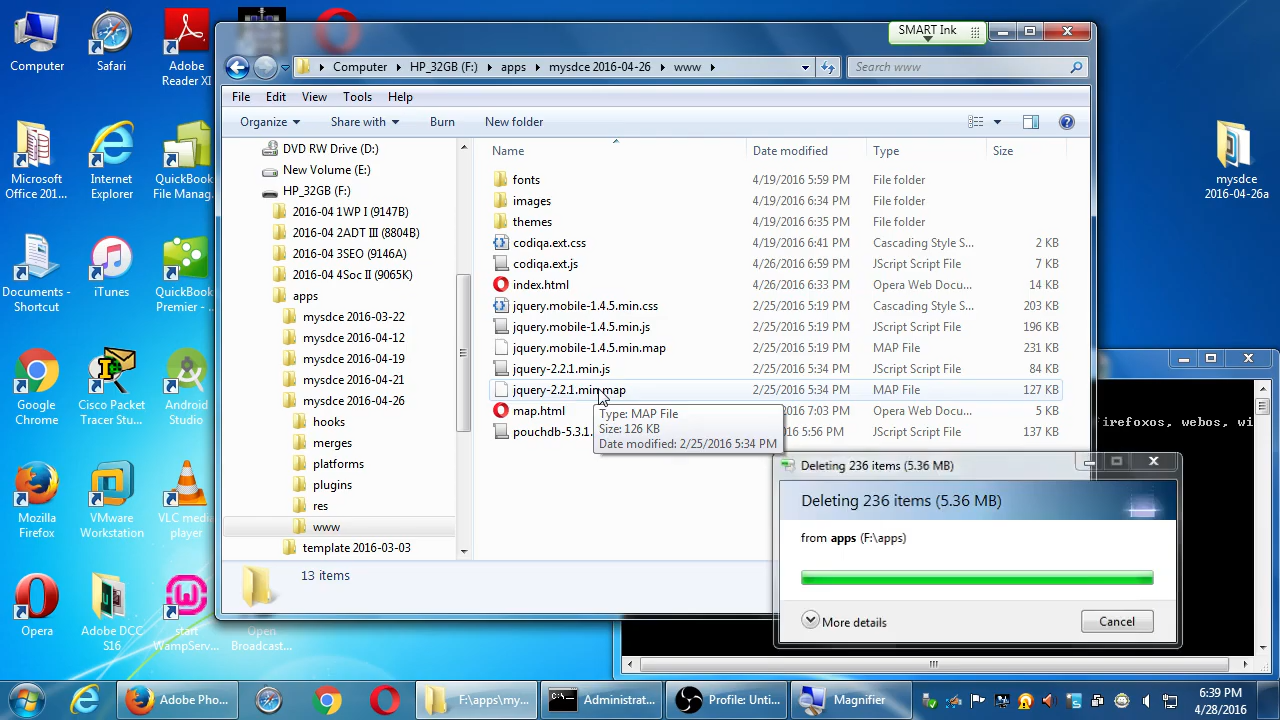 Computer
Safari
Adobe
Reader XI
Microsoft
Office 201...
Internet
Explorer
QuickBook
File Manag...
Documents -
Shortcut
iTunes
QuickBook
Premier - ...
Google
Chrome
Cisco Packet
Tracer Stu...
Android
Studio
Mozilla
Firefox
VMware
Workstation
VLC media
player
Opera
Adobe DCC
S16
start
WampServ...
Open
Broadcast...
mysdce
2016-04-26a
SMART Ink
Computer
HP_32GB (F:)
apps
mysdce 2016-04-26
www
Search www
File Edit View Tools Help
Organize Share with Burn New folder
DVD RW Drive (D:)
New Volume (E:)
HP_32GB (F:)
2016-04 1WP I (9147B)
2016-04 2ADT III (8804B)
2016-04 3SEO (9146A)
2016-04 4Soc II (9065K)
apps
mysdce 2016-03-22
mysdce 2016-04-12
mysdce 2016-04-19
mysdce 2016-04-21
mysdce 2016-04-26
hooks
merges
platforms
plugins
res
www
template 2016-03-03
Name Date modified Type Size
fonts 4/19/2016 5:59 PM File folder
images 4/19/2016 6:34 PM File folder
themes 4/19/2016 6:35 PM File folder
codiqa.ext.css 4/19/2016 6:41 PM Cascading Style S... 2 KB
codiqa.ext.js 4/26/2016 6:59 PM JScript Script File 7 KB
index.html 4/26/2016 6:33 PM Opera Web Docu... 14 KB
jquery.mobile-1.4.5.min.css 2/25/2016 5:19 PM Cascading Style S... 203 KB
jquery.mobile-1.4.5.min.js 2/25/2016 5:19 PM JScript Script File 196 KB
jquery.mobile-1.4.5.min.map 2/25/2016 5:19 PM MAP File 231 KB
jquery-2.2.1.min.js 2/25/2016 5:34 PM JScript Script File 84 KB
jquery-2.2.1.min.map 2/25/2016 5:34 PM MAP File 127 KB
map.html 7:03 PM Opera Web Docu... 5 KB
pouchdb-5.3.1. 5:56 PM JScript Script File 137 KB
Type: MAP File
Size: 126 KB
Date modified: 2/25/2016 5:34 PM
13 items
irefoxos, webos, wi
Deleting 236 items (5.36 MB)
Deleting 236 items (5.36 MB)
from apps (F:\apps)
More details
Cancel
Adobe Pho...
F:\apps\my...
Administrat...
Profile: Unti...
Magnifier
6:39 PM
4/28/2016